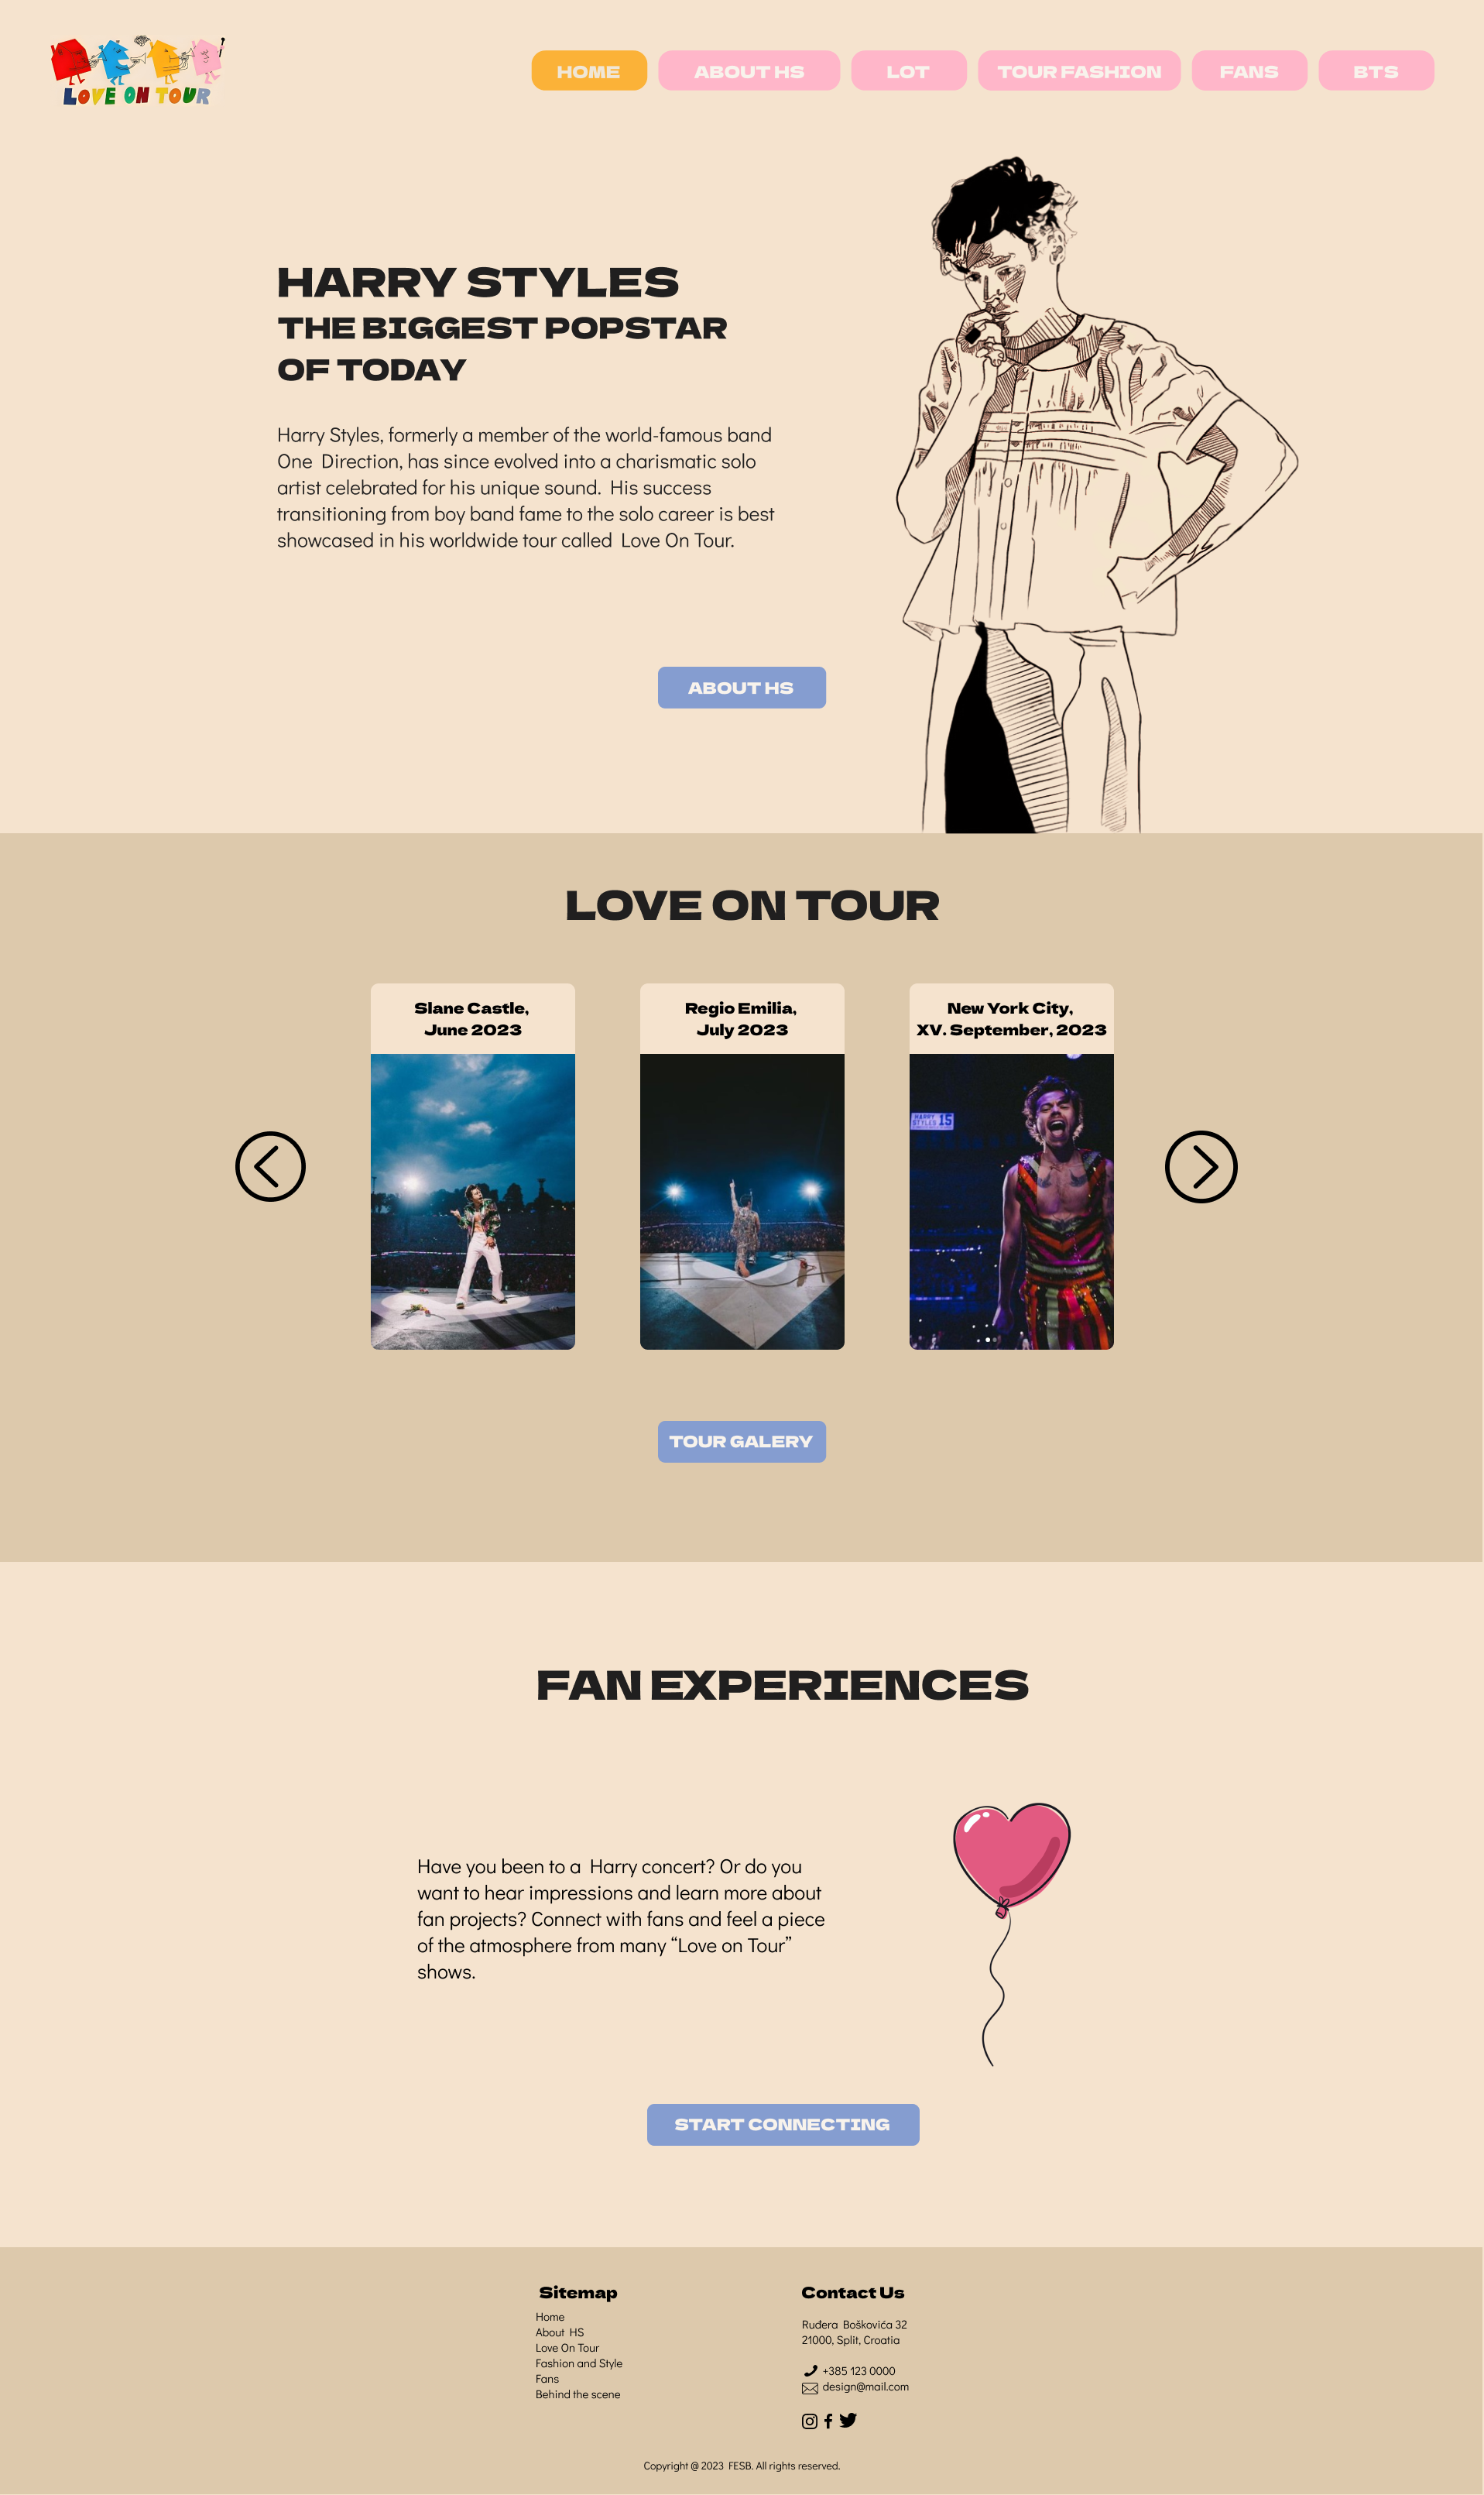 LOVE ON TOUR
HOME
ABOUT HS
LOT
TOUR FASHION
FANS
BTS
HARRY STYLES
THE BIGGEST POPSTAR
OF TODAY
Harry Styles, formerly a member of the world-famous band
One Direction, has since evolved into a charismatic solo
artist celebrated for his unique sound. His success
transitioning from boy band fame to the solo career is best
showcased in his worldwide tour called Love On Tour.
ABOUT HS
LOVE ON TOUR
Slane Castle,
June 2023
Regio Emilia,
July 2023
New York City,
XV. September, 2023
HARRY
STYLES 15
TOUR GALERY
FAN EXPERIENCES
Have you been to a Harry concert? Or do you
want to hear impressions and learn more about
fan projects? Connect with fans and feel a piece
of the atmosphere from many “Love on Tour”
shows.
START CONNECTING
Sitemap
Home
About HS
Love On Tour
Fashion and Style
Fans
Behind the scene
Contact Us
Ruđera Boškovića 32
21000, Split, Croatia
+385 123 0000
design@mail.com
Copyright @ 2023 FESB. All rights reserved.